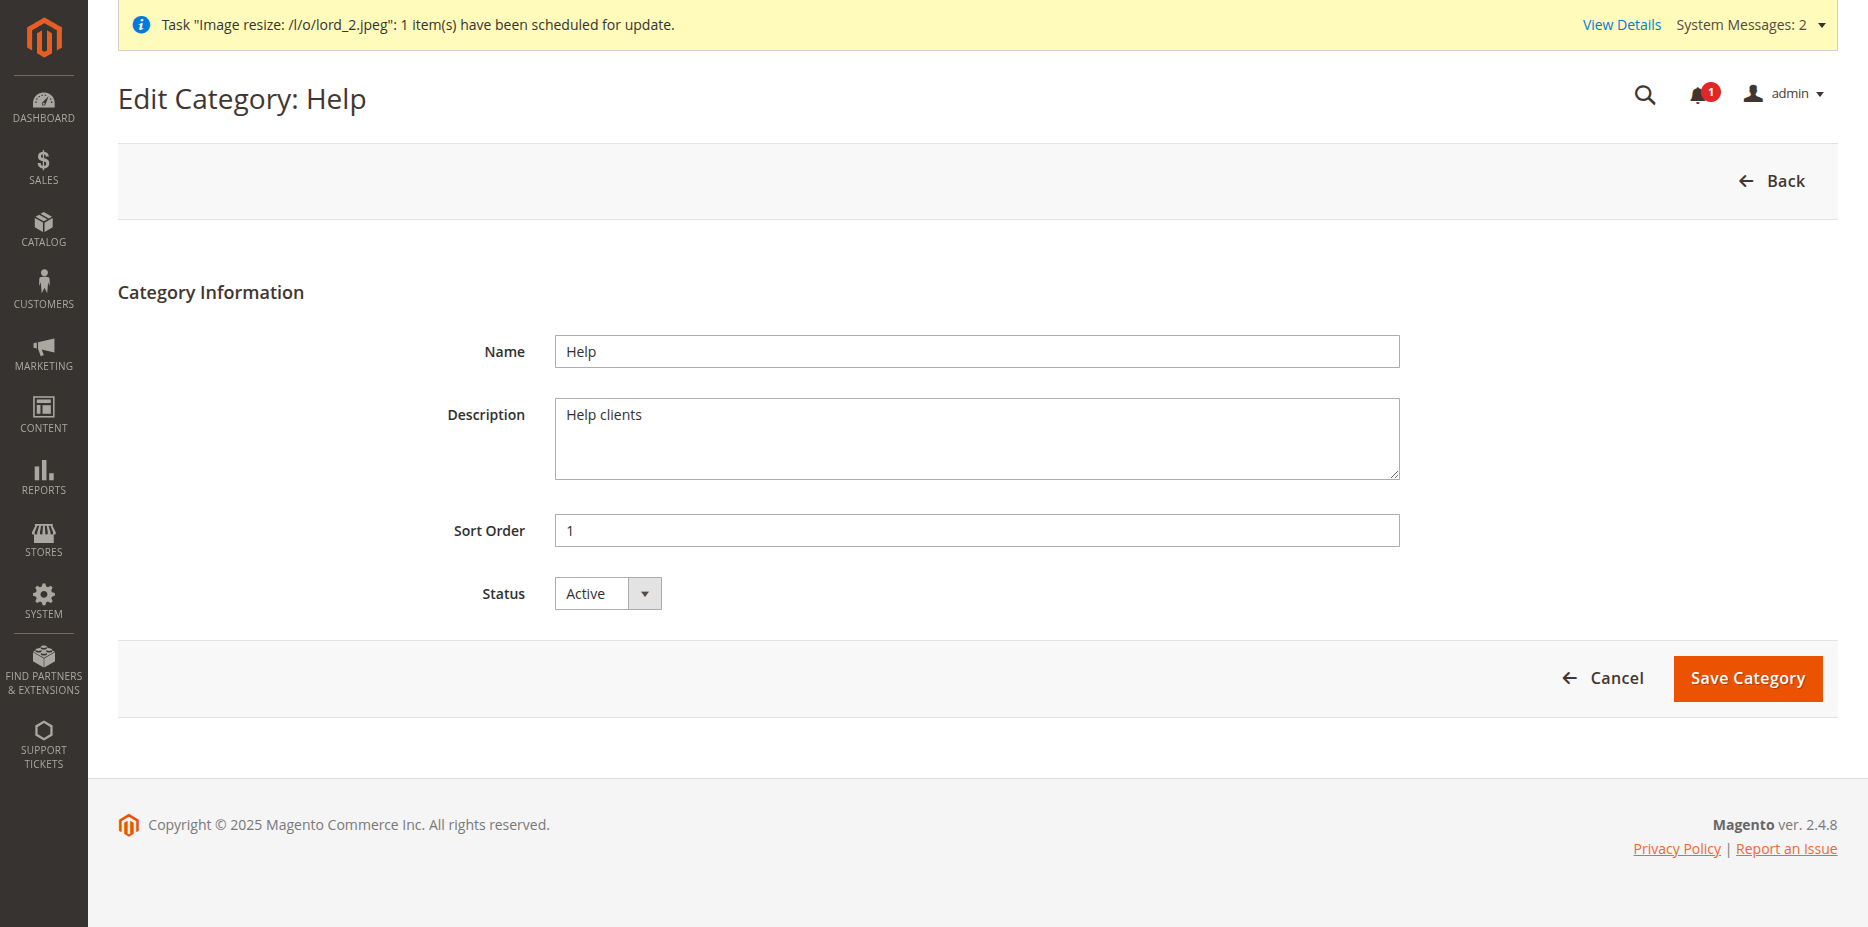 Task "Image resize: /l/o/lord_2.jpeg": 1 item(s) have been scheduled for update.
View Details
System Messages: 2
Edit Category: Help
1
admin
DASHBOARD
SALES
CATALOG
CUSTOMERS
MARKETING
CONTENT
REPORTS
STORES
SYSTEM
FIND PARTNERS
& EXTENSIONS
SUPPORT
TICKETS
Back
Category Information
Name
Help
Description
Help clients
Sort Order
1
Status
Active
Cancel
Save Category
Copyright © 2025 Magento Commerce Inc. All rights reserved.
Magento ver. 2.4.8
Privacy Policy | Report an Issue